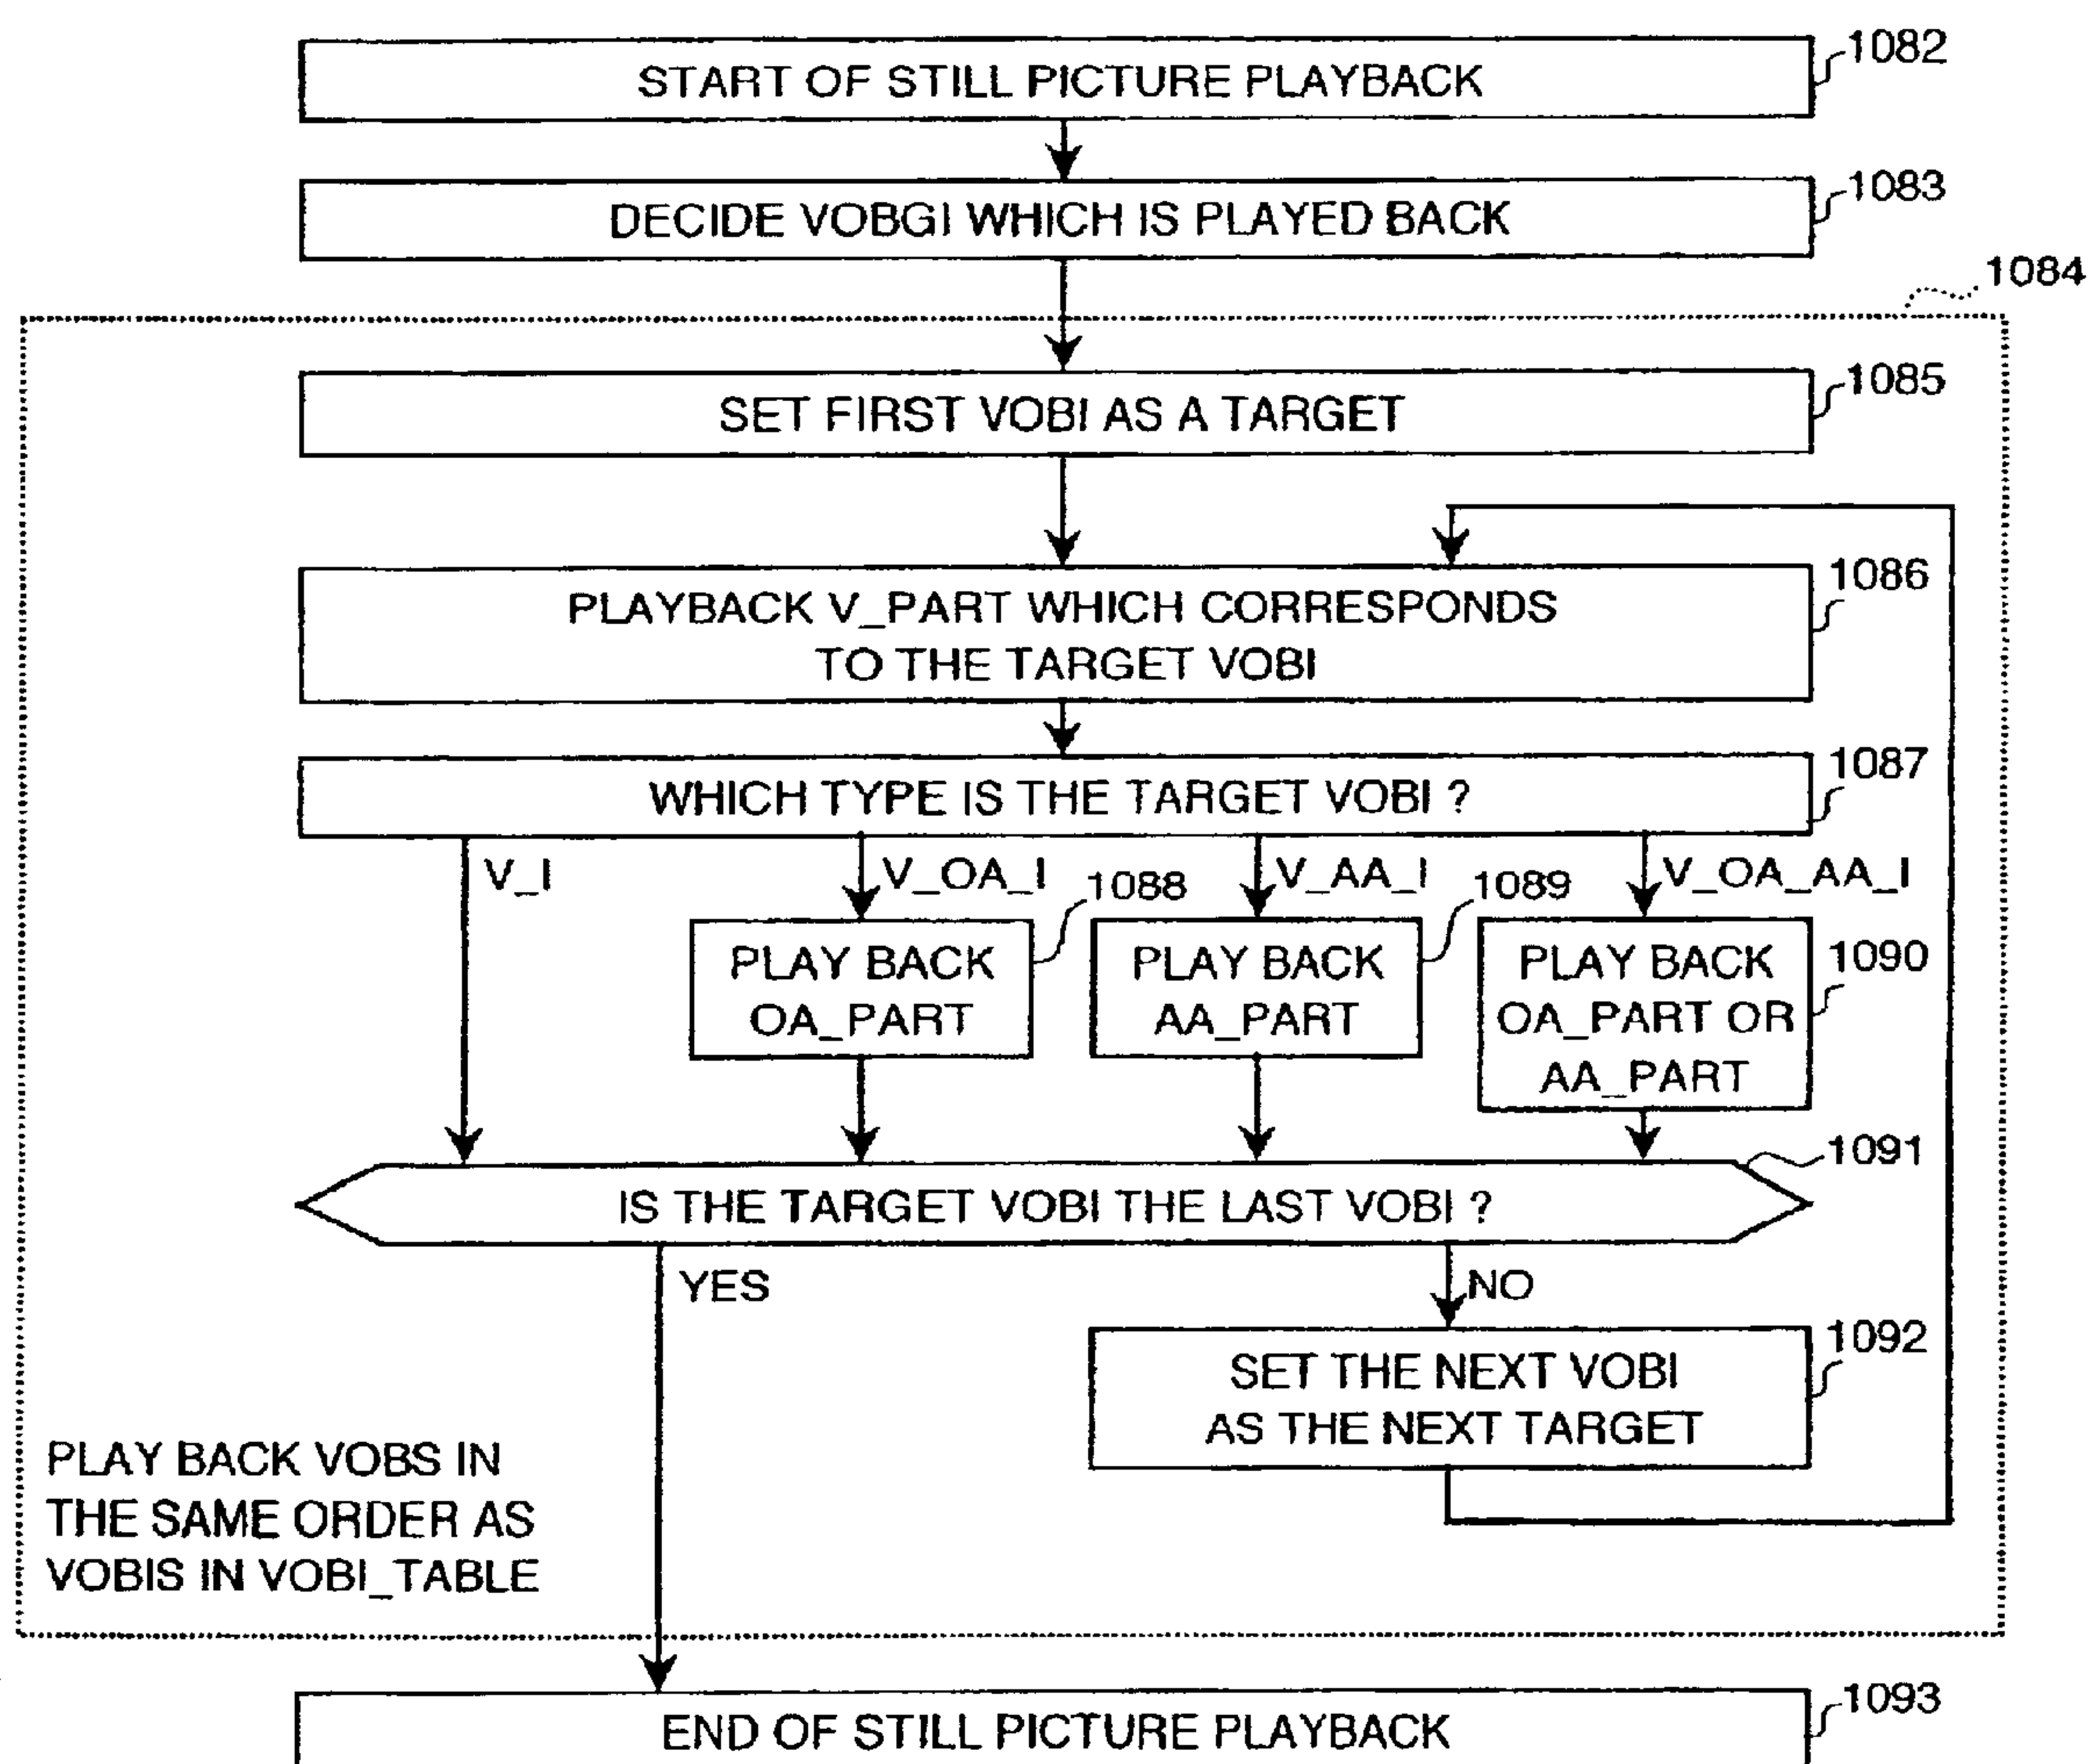 START OF STILL PICTURE PLAYBACK
1082
DECIDE VOBGI WHICH IS PLAYED BACK
1083
1084
SET FIRST VOBI AS A TARGET
1085
PLAYBACK V_PART WHICH CORRESPONDS
TO THE TARGET VOBI
1086
WHICH TYPE IS THE TARGET VOBI ?
1087
V_I
V_OA_I
1088
V_AA_I
1089
V_OA_AA_I
PLAY BACK
OA_PART
PLAY BACK
AA_PART
PLAY BACK
OA_PART OR
AA_PART
1090
IS THE TARGET VOBI THE LAST VOBI ?
1091
YES
NO
SET THE NEXT VOBI
AS THE NEXT TARGET
1092
PLAY BACK VOBS IN
THE SAME ORDER AS
VOBIS IN VOBI_TABLE
END OF STILL PICTURE PLAYBACK
1093